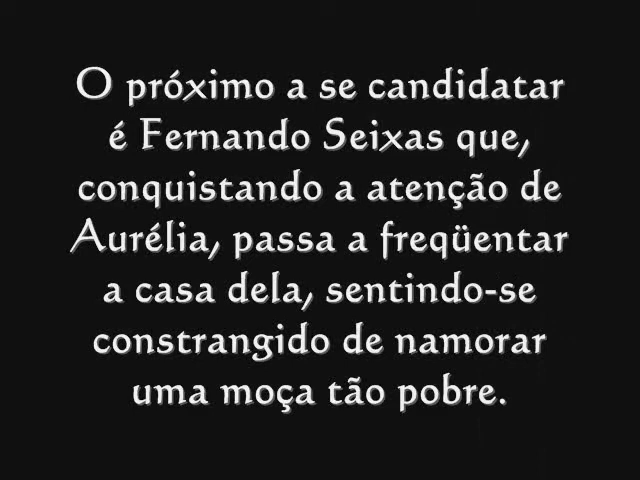 O próximo a se candidatar
é Fernando Seixas que,
conquistando a atenção de
Aurélia, passa a freqüentar
a casa dela, sentindo-se
constrangido de namorar
uma moça tão pobre.